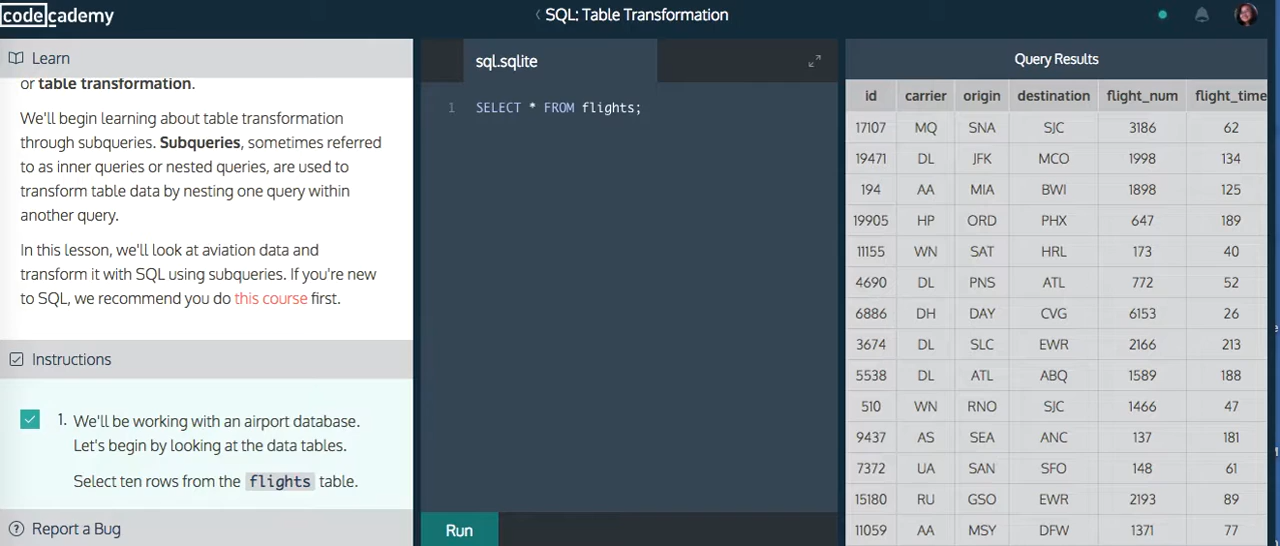 codecademy
SQL: Table Transformation
Learn
or table transformation.
We'll begin learning about table transformation
through subqueries. Subqueries, sometimes referred
to as inner queries or nested queries, are used to
transform table data by nesting one query within
another query.
In this lesson, we'll look at aviation data and
transform it with SQL using subqueries. If you're new
to SQL, we recommend you do this course first.
Instructions
1. We'll be working with an airport database.
Let's begin by looking at the data tables.
Select ten rows from the flights table.
Report a Bug
sql.sqlite
1 SELECT * FROM flights;
Run
Query Results
id carrier origin destination flight_num flight_time
17107 MQ SNA SJC 3186 62
19471 DL JFK MCO 1998 134
194 AA MIA BWI 1898 125
19905 HP ORD PHX 647 189
11155 WN SAT HRL 173 40
4690 DL PNS ATL 772 52
6886 DH DAY CVG 6153 26
3674 DL SLC EWR 2166 213
5538 DL ATL ABQ 1589 188
510 WN RNO SJC 1466 47
9437 AS SEA ANC 137 181
7372 UA SAN SFO 148 61
15180 RU GSO EWR 2193 89
11059 AA MSY DFW 1371 77